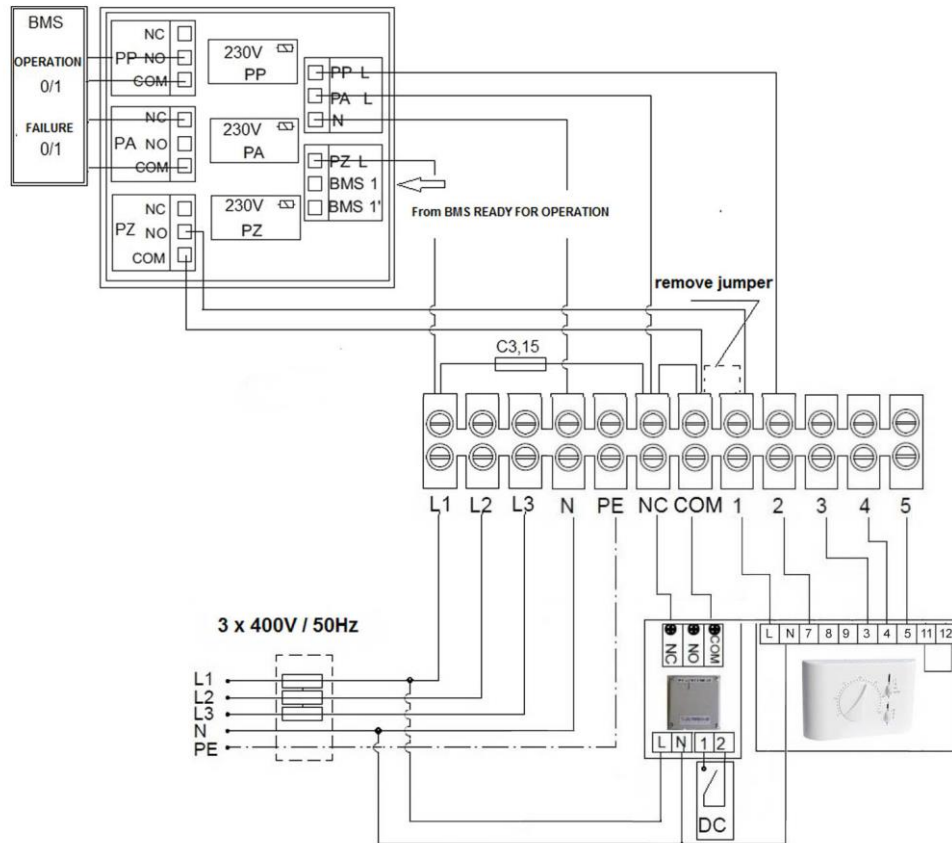 BMS
OPERATION
0/1
FAILURE
0/1
NC
PP NO
COM
NC
PA NO
COM
NC
PZ NO
COM
230V
PP
230V
PA
230V
PZ
PP L
PA L
N
PZ L
BMS 1
BMS 1'
From BMS READY FOR OPERATION
remove jumper
C3,15
L1 L2 L3 N PE NC COM 1 2 3 4 5
3 x 400V / 50Hz
L1
L2
L3
N
PE
NC NO COM
L N 1 2
DC
L N 7 8 9 3 4 5 11 12